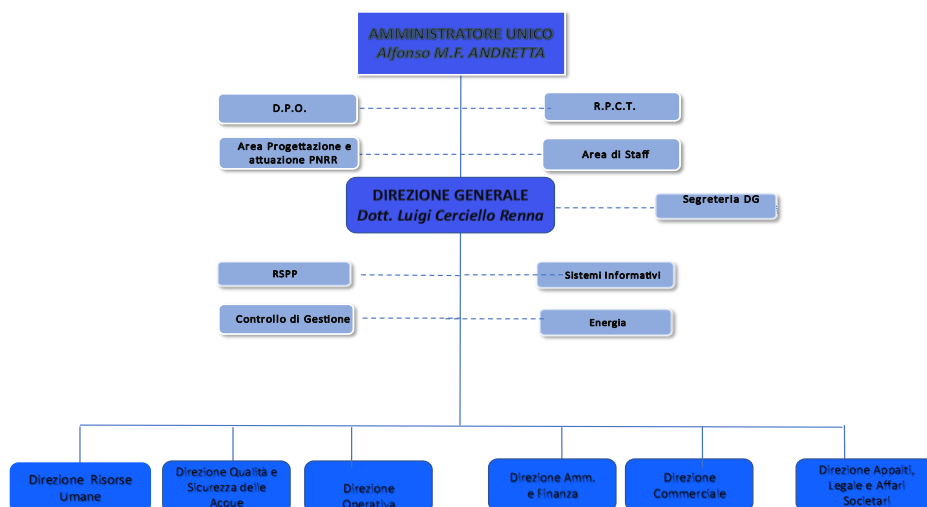 AMMINISTRATORE UNICO
Alfonso M.F. ANDRETTA
D.P.O.
R.P.C.T.
Area Progettazione e
attuazione PNRR
Area di Staff
DIREZIONE GENERALE
Dott. Luigi Cerciello Renna
Segreteria DG
RSPP
Sistemi Informativi
Controllo di Gestione
Energia
Direzione Risorse
Umane
Direzione Qualità e
Sicurezza delle
Acque
Direzione
Operativa
Direzione Amm.
e Finanza
Direzione
Commerciale
Direzione Appalti,
Legale e Affari
Societari